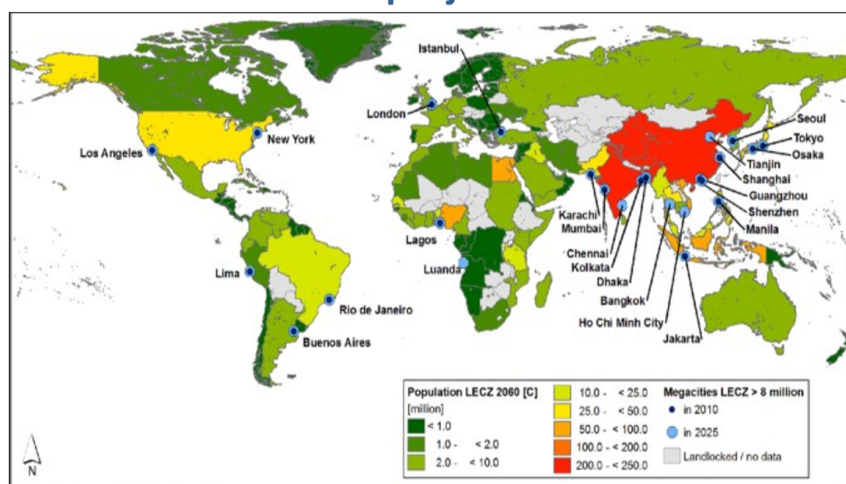 Istanbul
London
New York
Los Angeles
Seoul
Tokyo
Osaka
Tianjin
Shanghai
Guangzhou
Shenzhen
Manila
Karachi
Mumbai
Chennai
Kolkata
Dhaka
Bangkok
Ho Chi Minh City
Jakarta
Lagos
Luanda
Lima
Rio de Janeiro
Buenos Aires
N
Population LECZ 2060 [C]
[million]
< 1.0
1.0 - < 2.0
2.0 - < 10.0
10.0 - < 25.0
25.0 - < 50.0
50.0 - < 100.0
100.0 - < 200.0
200.0 - < 250.0
Megacities LECZ > 8 million
in 2010
in 2025
Landlocked / no data